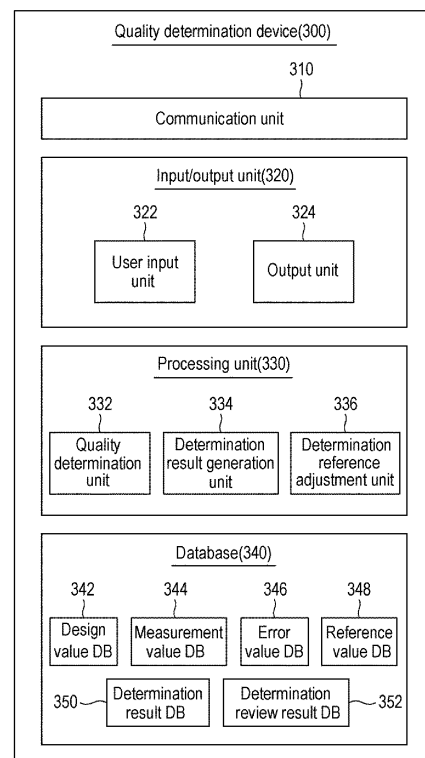 Quality determination device(300)
310
Communication unit
Input/output unit(320)
322 324
User input
unit
Output unit
Processing unit(330)
332 334 336
Quality
determination
unit
Determination
result generation
unit
Determination
reference
adjustment unit
Database(340)
342 344 346 348
Design
value DB
Measurement
value DB
Error
value DB
Reference
value DB
350
Determination
result DB
Determination
review result DB
352